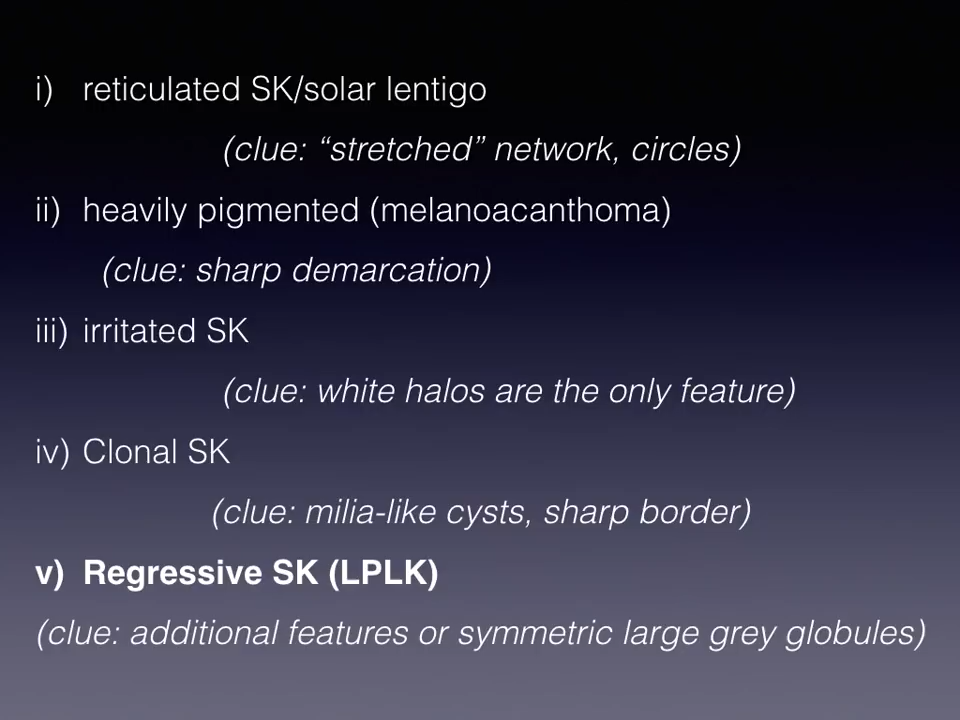 i) reticulated SK/solar lentigo
(clue: “stretched” network, circles)
ii) heavily pigmented (melanoacanthoma)
(clue: sharp demarcation)
iii) irritated SK
(clue: white halos are the only feature)
iv) Clonal SK
(clue: milia-like cysts, sharp border)
v) Regressive SK (LPLK)
(clue: additional features or symmetric large grey globules)